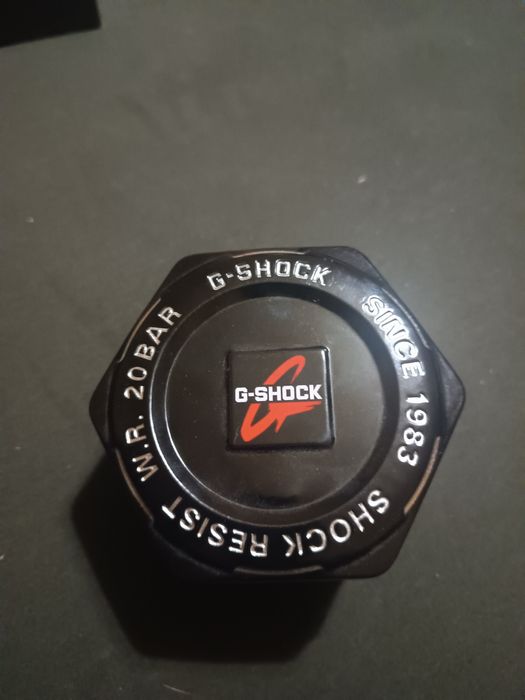 G-SHOCK
SINCE 1983
SHOCK RESIST
W.R. 20BAR
G-SHOCK